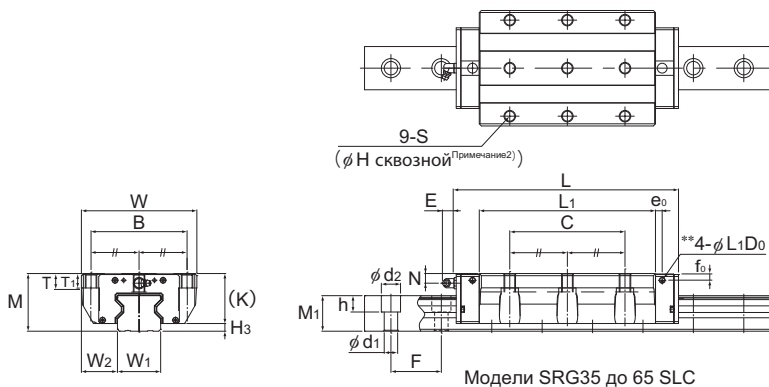 9-S
(φH сквозной Примечание2))
W
B
T
T1
M
(K)
H3
W2
W1
L
E
L1
e0
C
**4-φL1D0
f0
N
φd2
M1
h
φd1
F
Модели SRG35 до 65 SLC